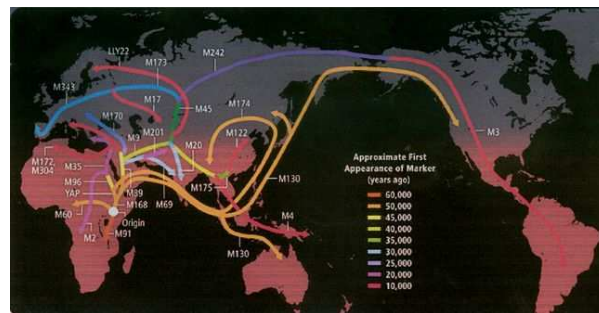 LLY22
M242
M173
M343
M17
M45
M174
M170
M201
M122
M9
M20
M3
M172,
M304
M35
M175
M130
M96
YAP
M89
M168
M69
M60
Origin
M4
M2
M91
M130
Approximate First
Appearance of Marker
(years ago)
60,000
50,000
45,000
40,000
35,000
30,000
25,000
20,000
10,000